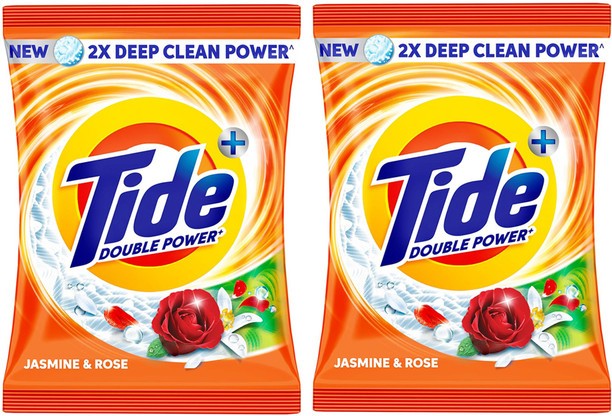 NEW 2X DEEP CLEAN POWER^
Tide +
DOUBLE POWER+
JASMINE & ROSE
NEW 2X DEEP CLEAN POWER^
Tide +
DOUBLE POWER+
JASMINE & ROSE